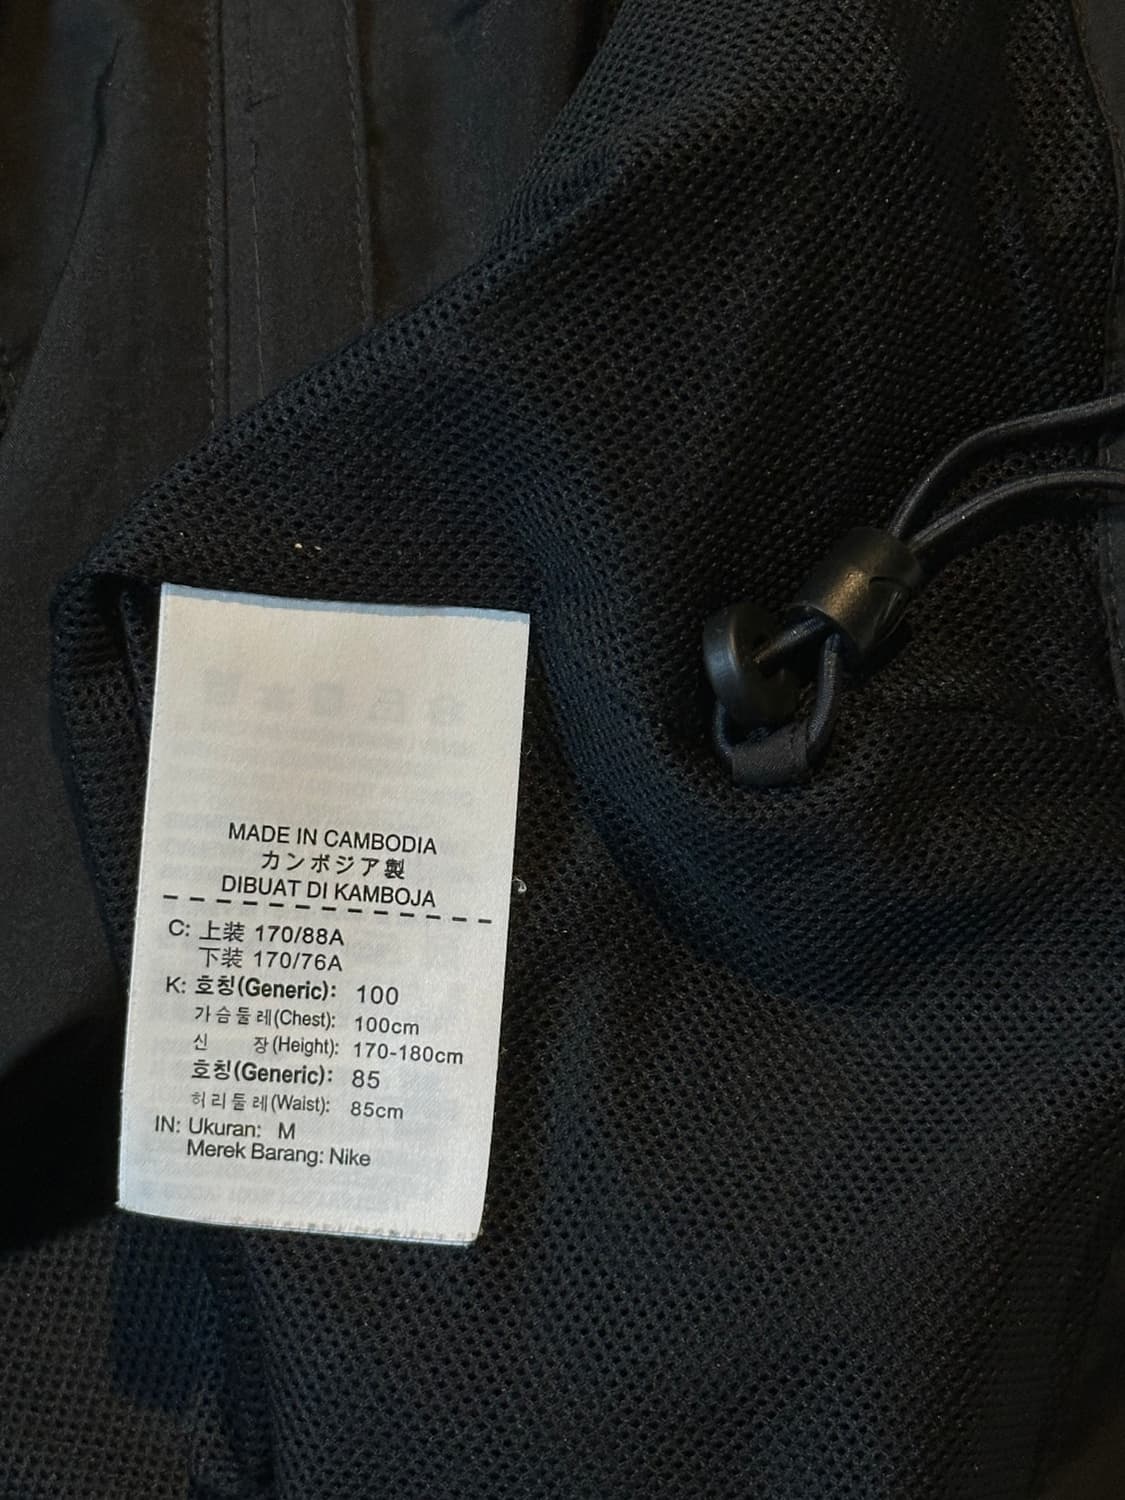 MADE IN CAMBODIA
カンボジア製
DIBUAT DI KAMBOJA
C: 上装 170/88A
下装 170/76A
K: 호칭(Generic): 100
가슴둘레(Chest): 100cm
신 장(Height): 170-180cm
호칭(Generic): 85
허리둘레(Waist): 85cm
IN: Ukuran: M
Merek Barang: Nike